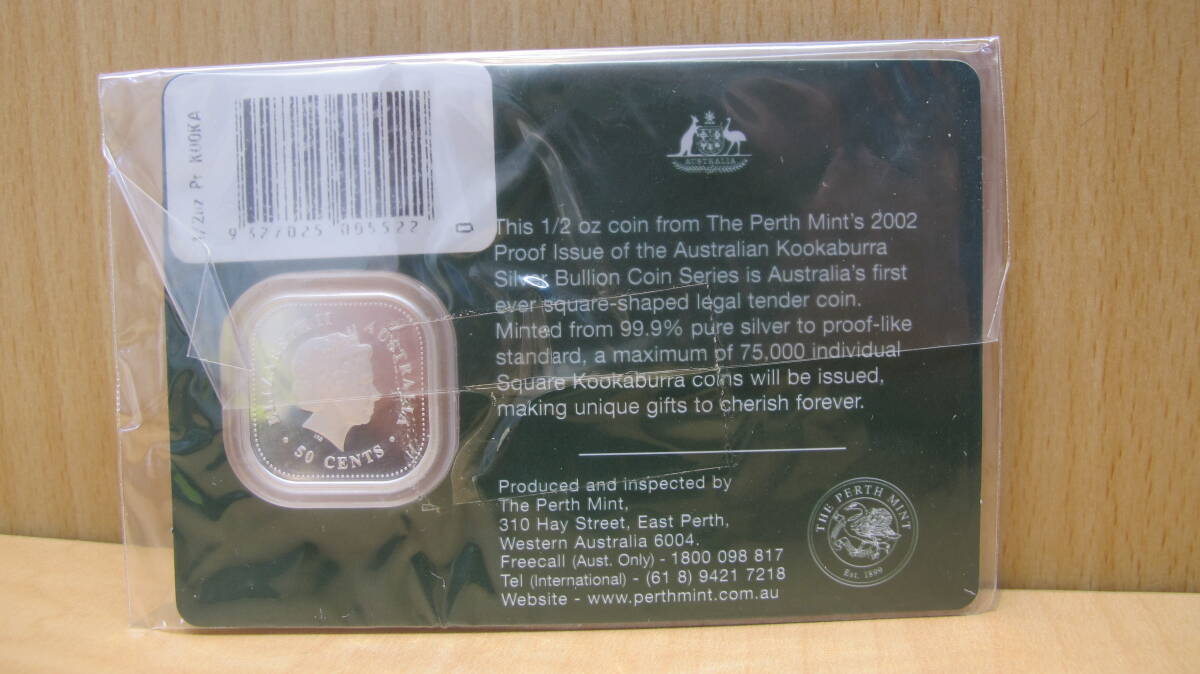 1/2oz Pr KOOKA
9 327025 005522
0
AUSTRALIA
This 1/2 oz coin from The Perth Mint's 2002
Proof Issue of the Australian Kookaburra
Silver Bullion Coin Series is Australia's first
ever square-shaped legal tender coin.
Minted from 99.9% pure silver to proof-like
standard, a maximum of 75,000 individual
Square Kookaburra coins will be issued,
making unique gifts to cherish forever.
II AUSTRALIA
50 CENTS
Produced and inspected by
The Perth Mint,
310 Hay Street, East Perth,
Western Australia 6004.
Freecall (Aust. Only) - 1800 098 817
Tel (International) - (61 8) 9421 7218
Website - www.perthmint.com.au
THE PERTH MINT
Est. 1899